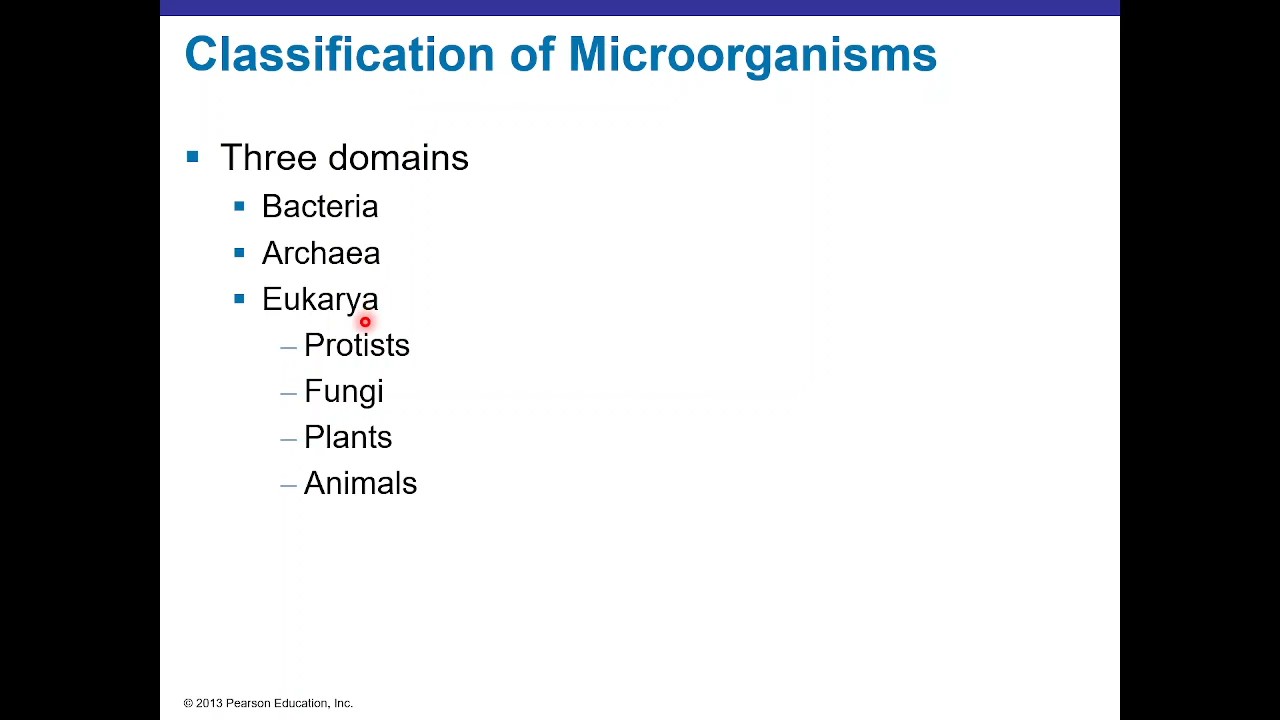 Classification of Microorganisms
Three domains
Bacteria
Archaea
Eukarya
– Protists
– Fungi
– Plants
– Animals
© 2013 Pearson Education, Inc.